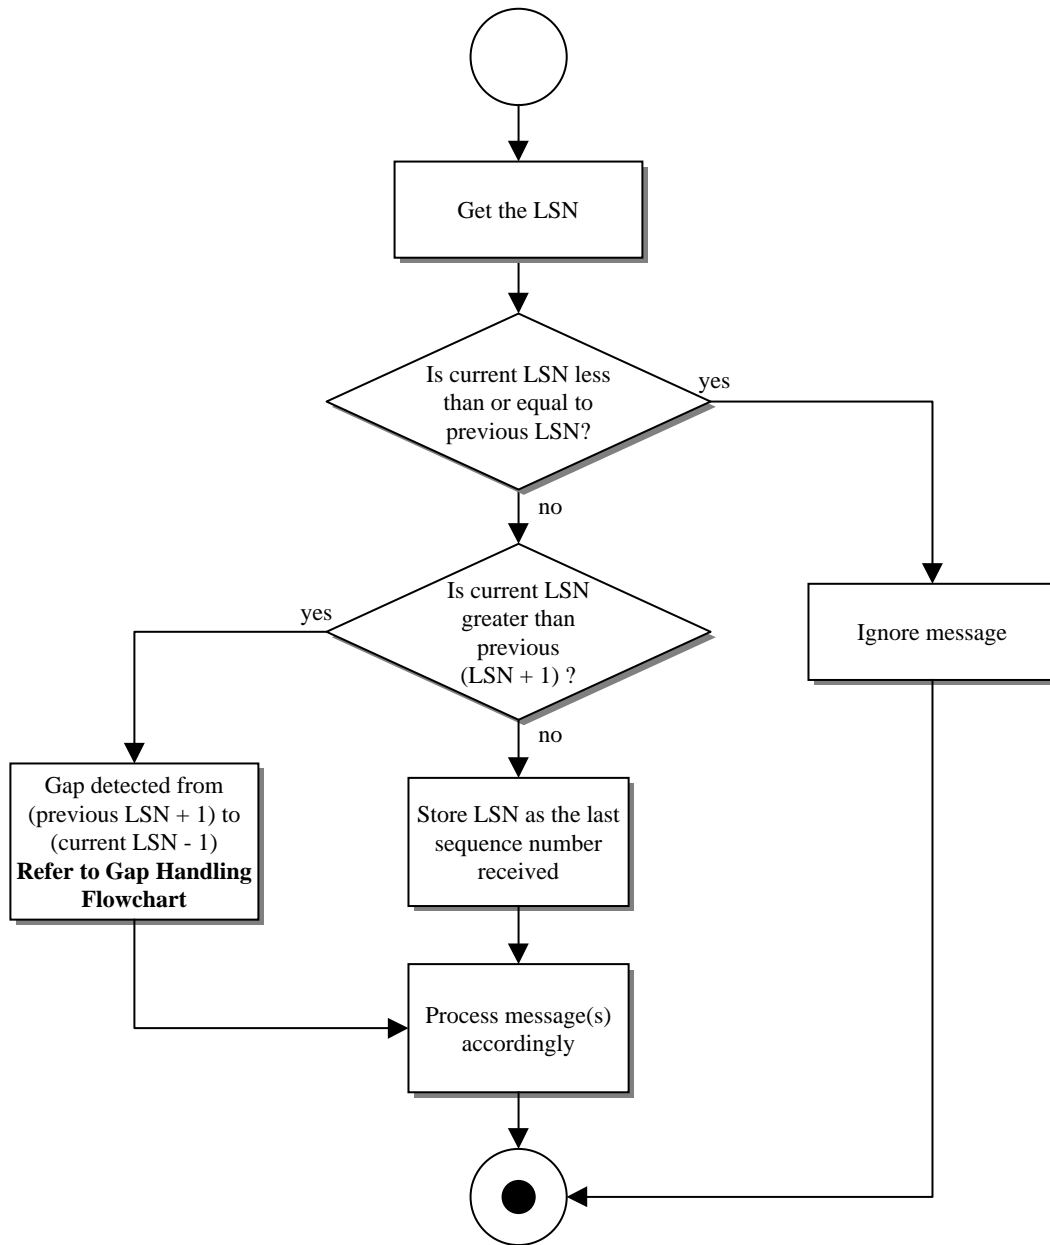 Get the LSN
Is current LSN less
than or equal to
previous LSN?
yes
no
Is current LSN
greater than
previous
(LSN + 1) ?
yes
Ignore message
no
Gap detected from
(previous LSN + 1) to
(current LSN - 1)
Refer to Gap Handling
Flowchart
Store LSN as the last
sequence number
received
Process message(s)
accordingly